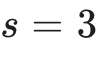 s = 3